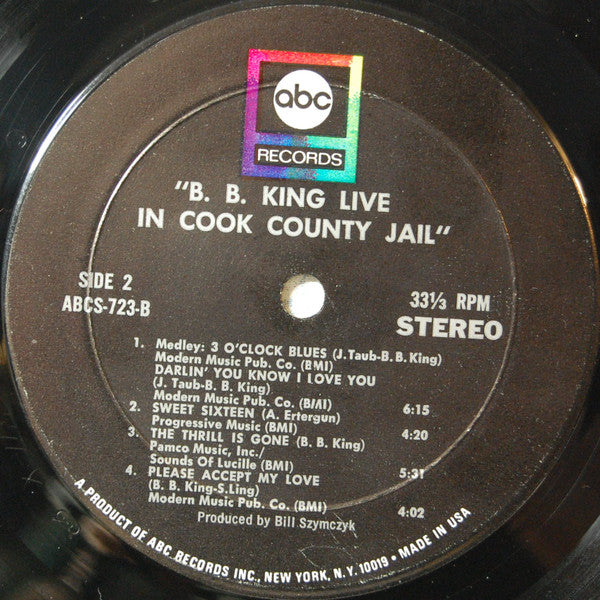 abc
RECORDS
"B. B. KING LIVE
IN COOK COUNTY JAIL"
SIDE 2
ABCS-723-B
33⅓ RPM
STEREO
1. Medley: 3 O'CLOCK BLUES (J. Taub-B. B. King)
Modern Music Pub. Co. (BMI)
DARLIN' YOU KNOW I LOVE YOU
(J. Taub-B. B. King)
Modern Music Pub. Co. (BMI) 6:15
2. SWEET SIXTEEN (A. Ertergun)
Progressive Music (BMI) 4:20
3. THE THRILL IS GONE (B. B. King)
Pamco Music, Inc./
Sounds Of Lucille (BMI) 5:31
4. PLEASE ACCEPT MY LOVE
(B. B. King-S.Ling)
Modern Music Pub. Co. (BMI) 4:02
Produced by Bill Szymczyk
A PRODUCT OF ABC RECORDS INC., NEW YORK, N.Y. 10019 • MADE IN USA